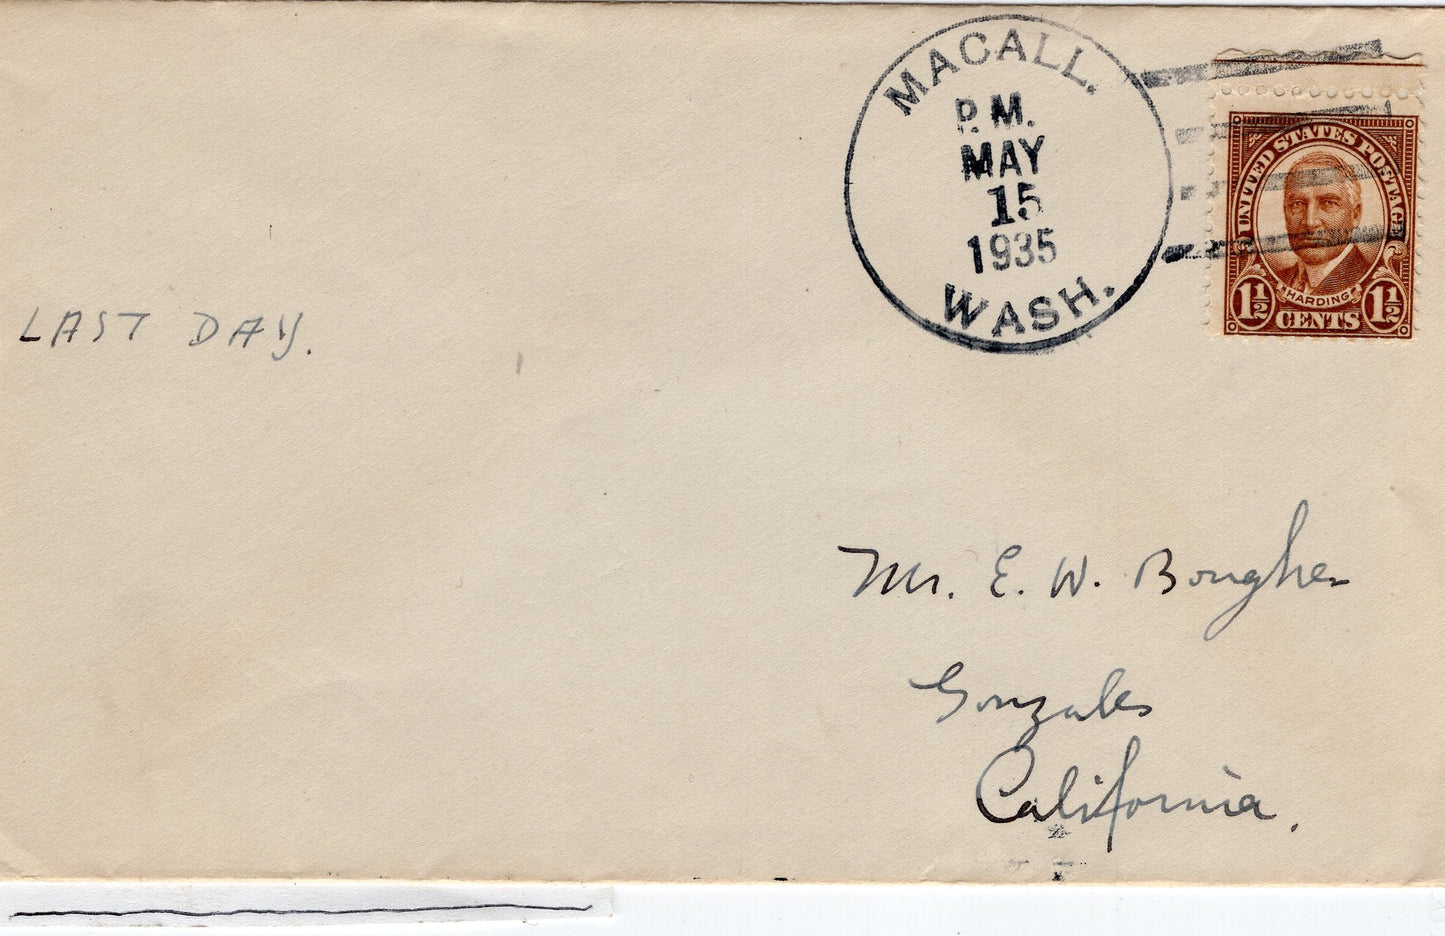 MACALL.
P.M.
MAY
15
1935
WASH.
UNITED STATES POSTAGE
HARDING
1½ CENTS 1½
LAST DAY.
Mr. E. W.
Gonzales
California.